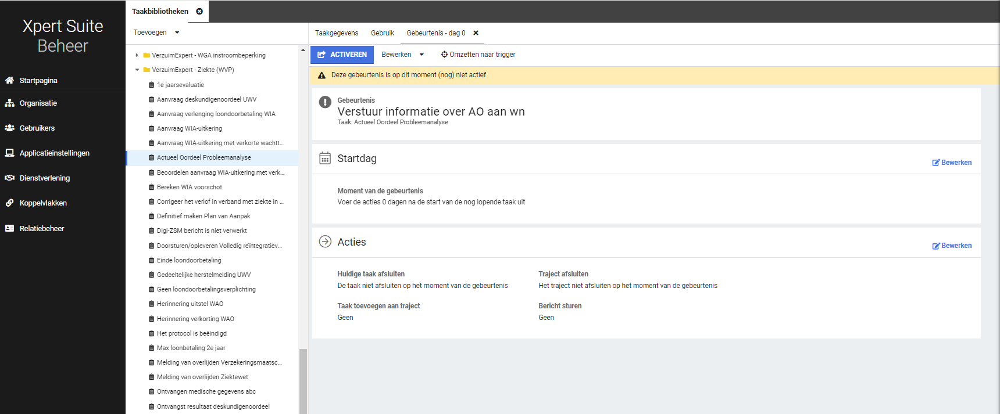 Xpert Suite
Beheer
Startpagina
Organisatie
Gebruikers
Applicatieinstellingen
Dienstverlening
Koppelvlakken
Relatiebeheer
Taakbibliotheken
Toevoegen
VerzuimExpert - WGA instroombeperking
VerzuimExpert - Ziekte (WVP)
1e jaarsevaluatie
Aanvraag deskundigenoordeel UWV
Aanvraag verlenging loondoorbetaling WIA
Aanvraag WIA-uitkering
Aanvraag WIA-uitkering met verkorte wachtt...
Actueel Oordeel Probleemanalyse
Beoordelen aanvraag WIA-uitkering met verk...
Bereken WIA voorschot
Corrigeer het verlof in verband met ziekte in ...
Definitief maken Plan van Aanpak
Digi-ZSM bericht is niet verwerkt
Doorsturen/opleveren Volledig reïntegratiev...
Einde loondoorbetaling
Gedeeltelijke herstelmelding UWV
Geen loondoorbetalingsverplichting
Herinnering uitstel WAO
Herinnering verkorting WAO
Het protocol is beëindigd
Max loonbetaling 2e jaar
Melding van overlijden Verzekeringsmaatsc...
Melding van overlijden Ziektewet
Ontvangen medische gegevens abc
Ontvangst resultaat deskundigenoordeel
Taakgegevens Gebruik Gebeurtenis - dag 0
ACTIVEREN Bewerken Omzetten naar trigger
Deze gebeurtenis is op dit moment (nog) niet actief
Gebeurtenis
Verstuur informatie over AO aan wn
Taak: Actueel Oordeel Probleemanalyse
Startdag
Bewerken
Moment van de gebeurtenis
Voer de acties 0 dagen na de start van de nog lopende taak uit
Acties
Bewerken
Huidige taak afsluiten
De taak niet afsluiten op het moment van de gebeurtenis
Traject afsluiten
Het traject niet afsluiten op het moment van de gebeurtenis
Taak toevoegen aan traject
Geen
Bericht sturen
Geen